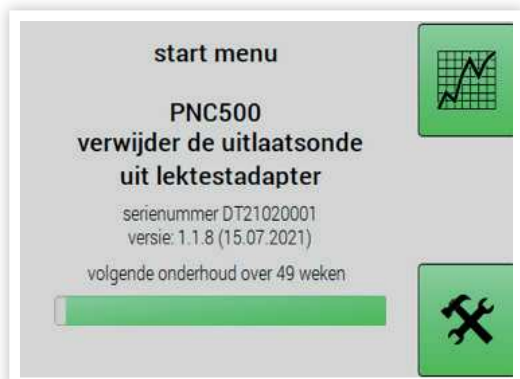 start menu
PNC500
verwijder de uitlaatsonde
uit lektestadapter
serienummer DT21020001
versie: 1.1.8 (15.07.2021)
volgende onderhoud over 49 weken